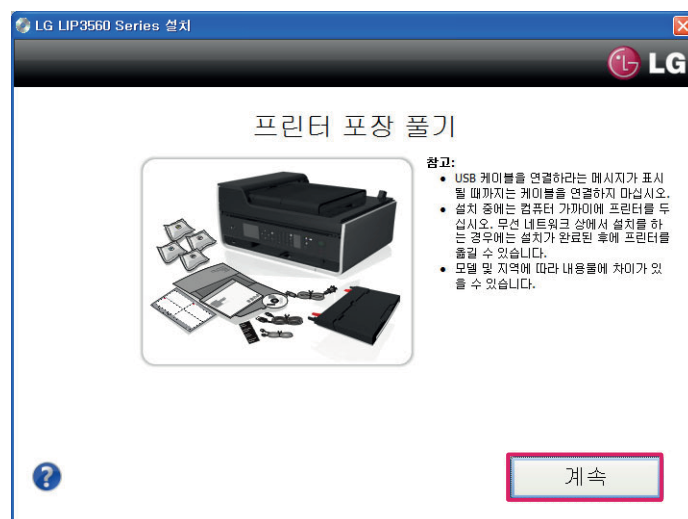 LG LIP3560 Series 설치
LG
프린터 포장 풀기
참고:
• USB 케이블을 연결하라는 메시지가 표시
될 때까지는 케이블을 연결하지 마십시오.
• 설치 중에는 컴퓨터 가까이에 프린터를 두
십시오. 무선 네트워크 상에서 설치를 하
는 경우에는 설치가 완료된 후에 프린터를
옮길 수 있습니다.
• 모델 및 지역에 따라 내용물에 차이가 있
을 수 있습니다.
계속